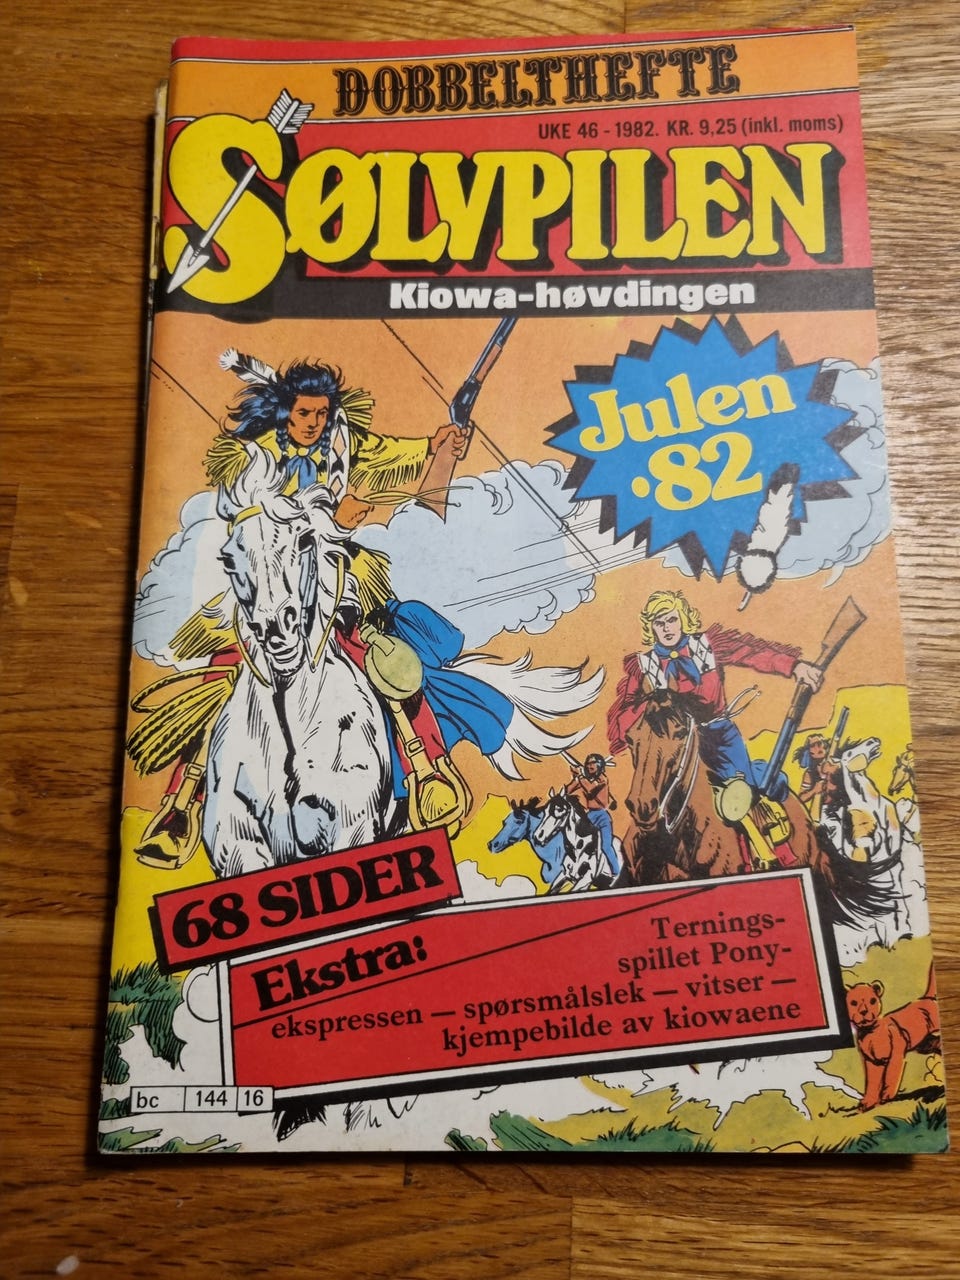 DOBBELTHEFTE
UKE 46 - 1982. KR. 9,25 (inkl. moms)
SØLVPILEN
Kiowa-høvdingen
Julen
·82
68 SIDER
Ekstra:
Ternings-
spillet Pony-
ekspressen — spørsmålslek — vitser —
kjempebilde av kiowaene
bc 144 16